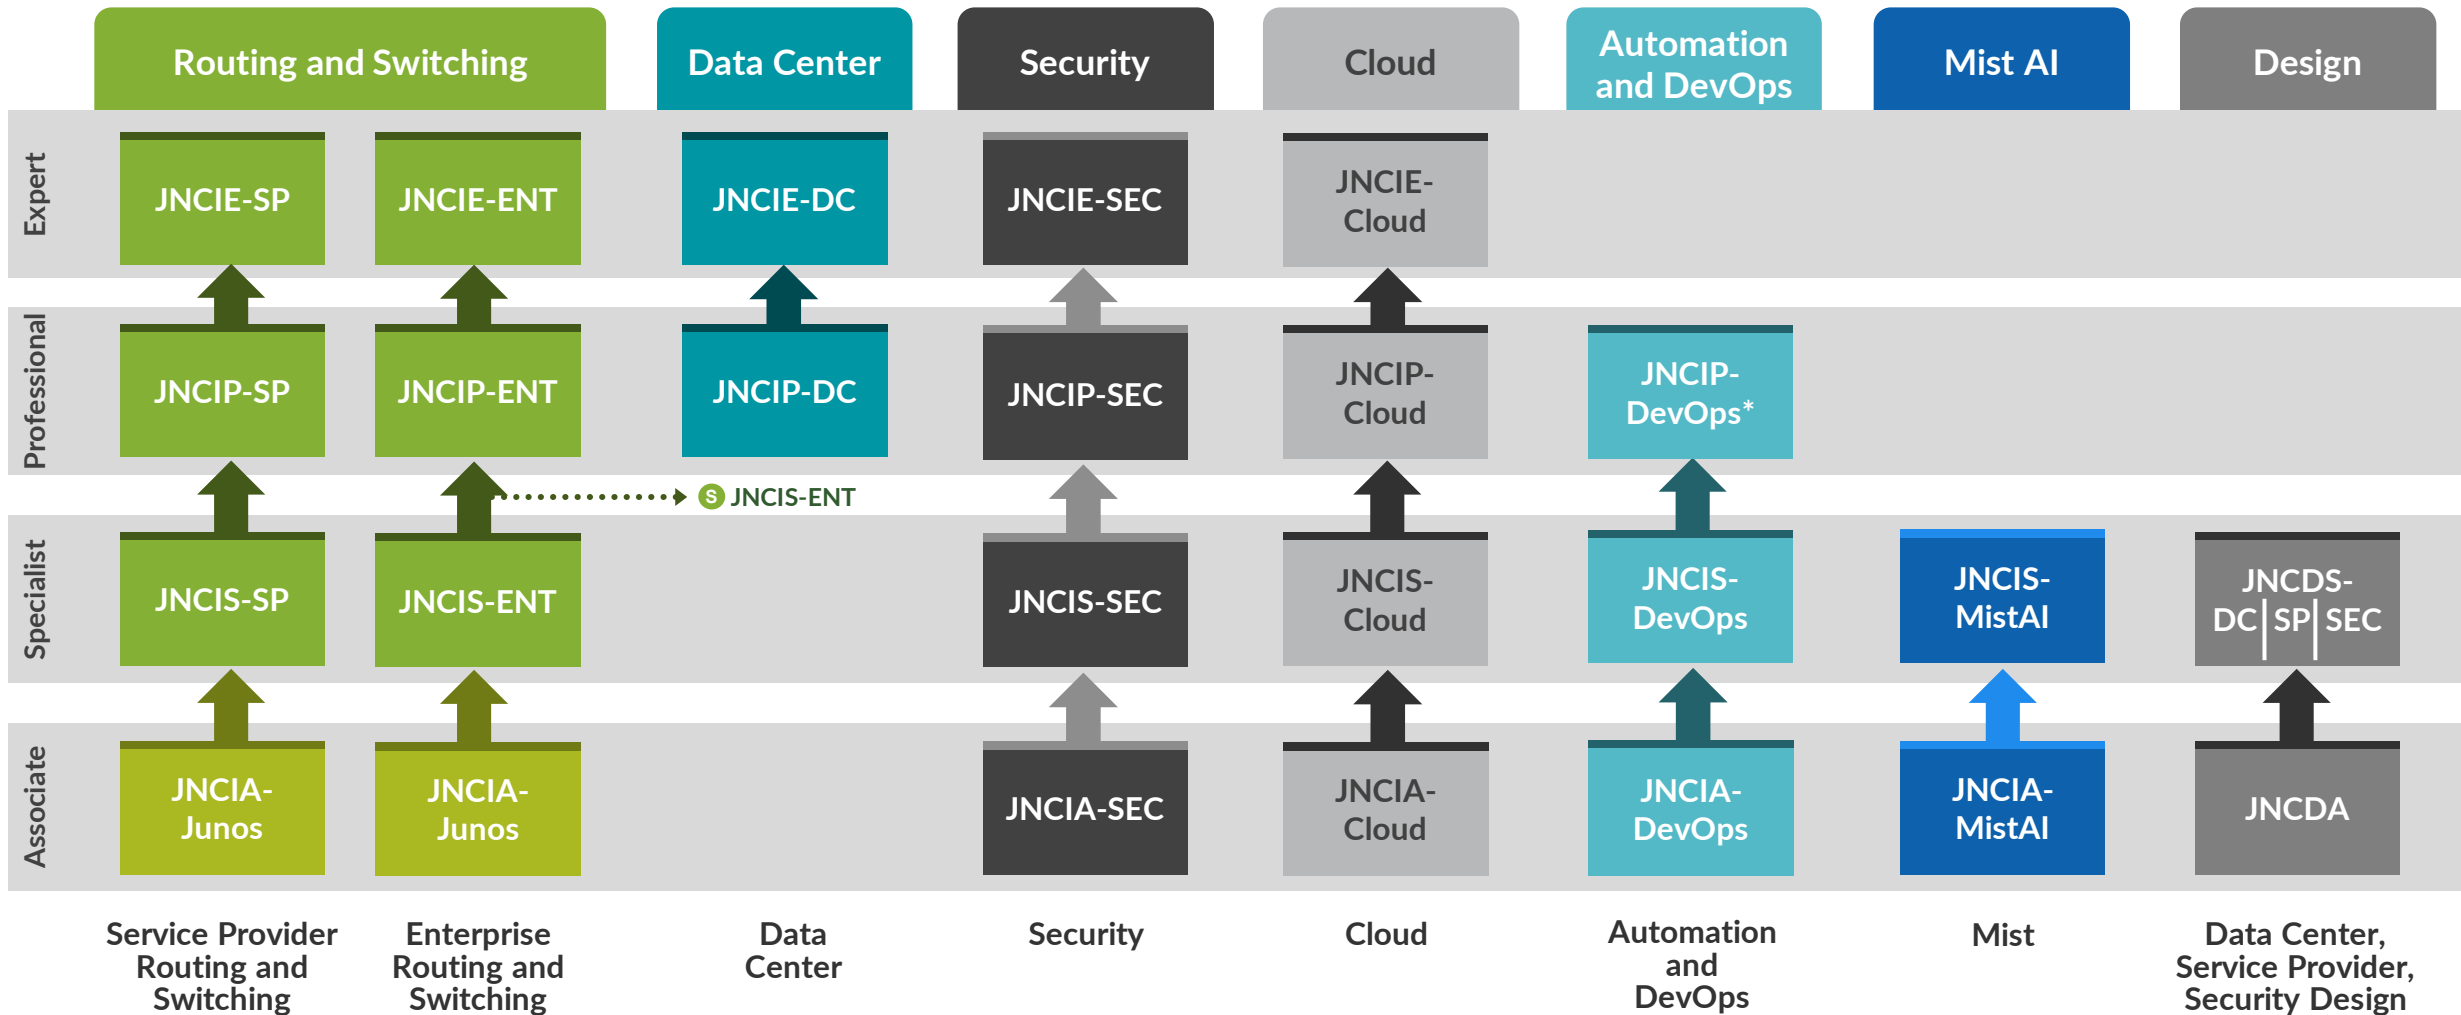 Routing and Switching
Data Center
Security
Cloud
Automation
and DevOps
Mist AI
Design
Expert
JNCIE-SP
JNCIE-ENT
JNCIE-DC
JNCIE-SEC
JNCIE-
Cloud
Professional
JNCIP-SP
JNCIP-ENT
JNCIP-DC
JNCIP-SEC
JNCIP-
Cloud
JNCIP-
DevOps*
S JNCIS-ENT
Specialist
JNCIS-SP
JNCIS-ENT
JNCIS-SEC
JNCIS-
Cloud
JNCIS-
DevOps
JNCIS-
MistAI
JNCDS-
DC SP SEC
Associate
JNCIA-
Junos
JNCIA-
Junos
JNCIA-SEC
JNCIA-
Cloud
JNCIA-
DevOps
JNCIA-
MistAI
JNCDA
Service Provider
Routing and
Switching
Enterprise
Routing and
Switching
Data
Center
Security
Cloud
Automation
and
DevOps
Mist
Data Center,
Service Provider,
Security Design